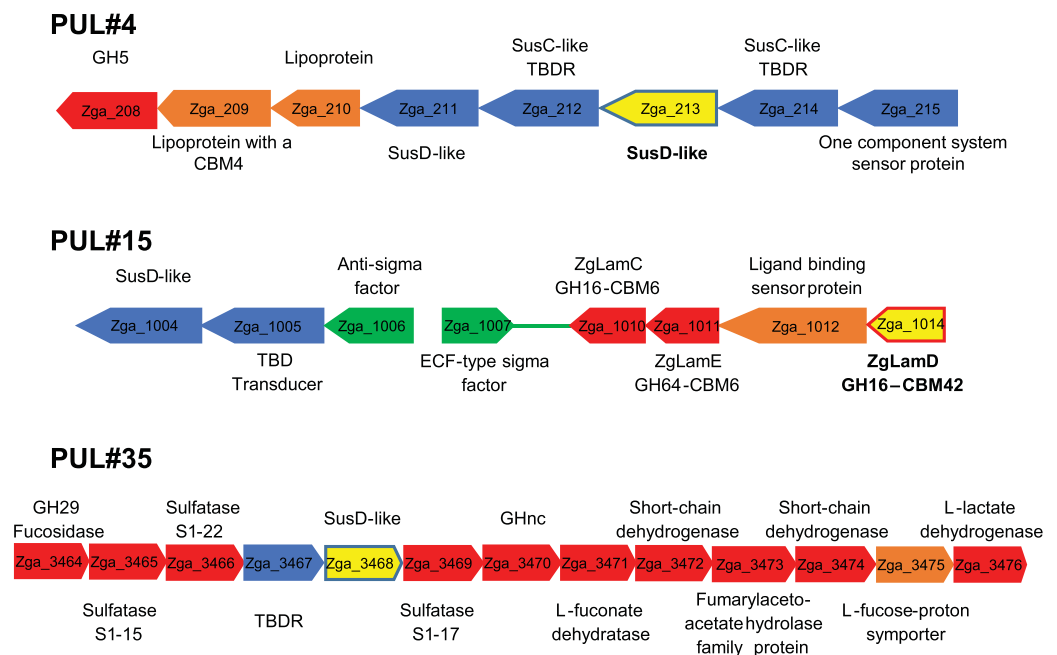 PUL#4
GH5
Lipoprotein
SusC-like
TBDR
SusC-like
TBDR
Zga_208
Zga_209
Zga_210
Zga_211
Zga_212
Zga_213
Zga_214
Zga_215
Lipoprotein with a
CBM4
SusD-like
SusD-like
One component system
sensor protein
PUL#15
SusD-like
Anti-sigma
factor
ZgLamC
GH16-CBM6
Ligand binding
sensor protein
Zga_1004
Zga_1005
Zga_1006
Zga_1007
Zga_1010
Zga_1011
Zga_1012
Zga_1014
TBD
Transducer
ECF-type sigma
factor
ZgLamE
GH64-CBM6
ZgLamD
GH16–CBM42
PUL#35
GH29
Fucosidase
Sulfatase
S1-22
SusD-like
GHnc
Short-chain
dehydrogenase
Short-chain
dehydrogenase
L-lactate
dehydrogenase
Zga_3464
Zga_3465
Zga_3466
Zga_3467
Zga_3468
Zga_3469
Zga_3470
Zga_3471
Zga_3472
Zga_3473
Zga_3474
Zga_3475
Zga_3476
Sulfatase
S1-15
TBDR
Sulfatase
S1-17
L-fuconate
dehydratase
Fumarylaceto-
acetate hydrolase
family protein
L-fucose-proton
symporter